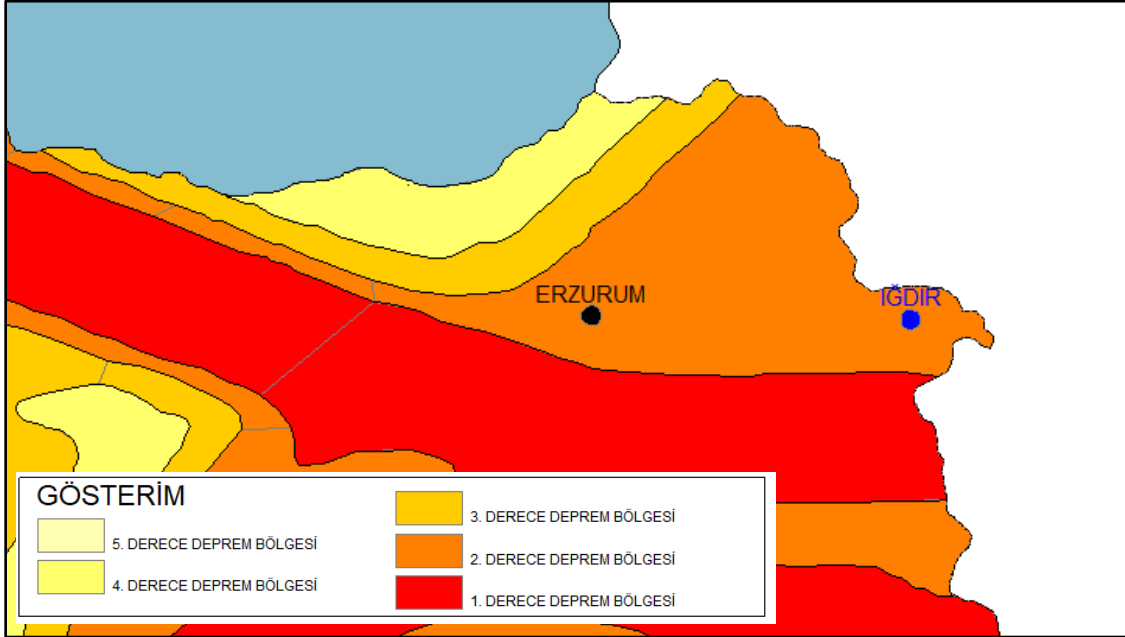 ERZURUM
IĞDIR
GÖSTERİM
5. DERECE DEPREM BÖLGESİ
4. DERECE DEPREM BÖLGESİ
3. DERECE DEPREM BÖLGESİ
2. DERECE DEPREM BÖLGESİ
1. DERECE DEPREM BÖLGESİ